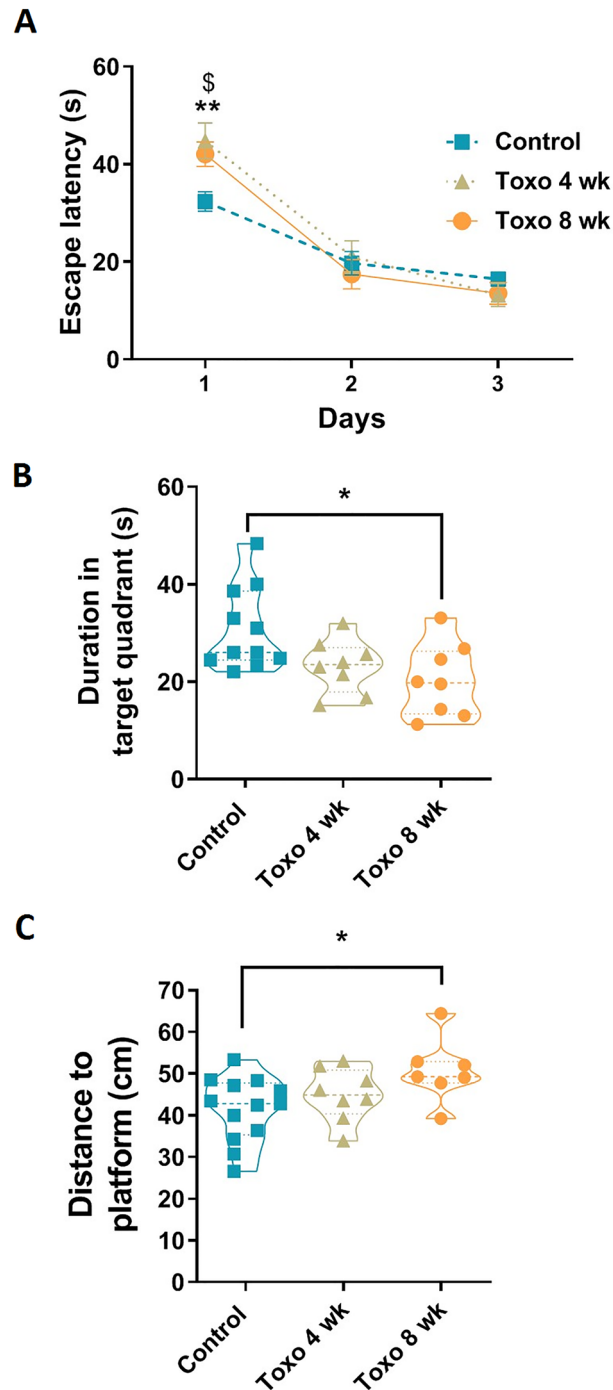 A
60
40
20
0
Escape latency (s)
$
**
Control
Toxo 4 wk
Toxo 8 wk
1
2
3
Days
B
60
40
20
0
Duration in
target quadrant (s)
*
Control
Toxo 4 wk
Toxo 8 wk
C
70
60
50
40
30
20
10
0
Distance to
platform (cm)
*
Control
Toxo 4 wk
Toxo 8 wk